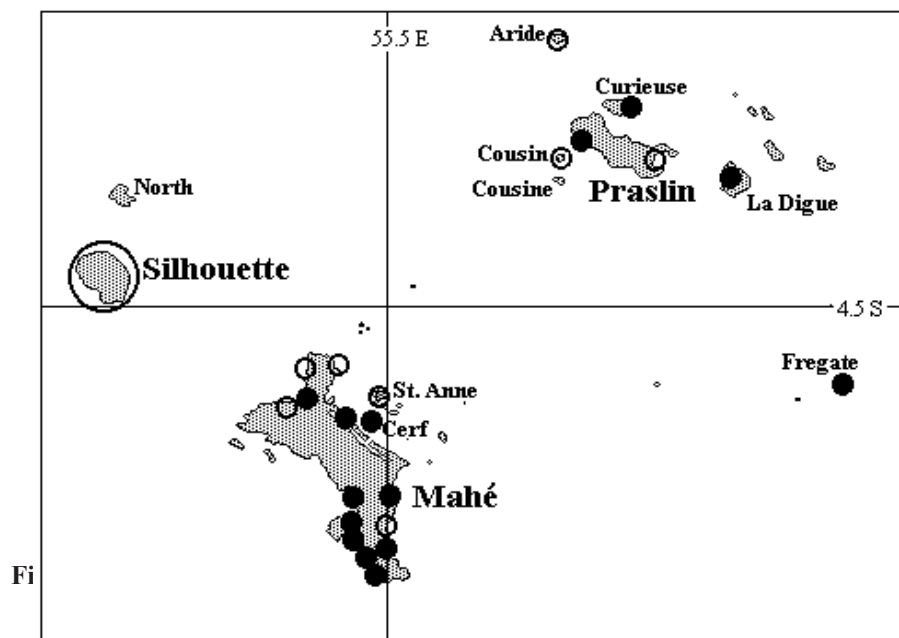 Aride
55.5 E
Curieuse
Cousin
Cousine
Praslin
La Digue
North
Silhouette
4.5 S
Fregate
St. Anne
Cerf
Mahé
Fi